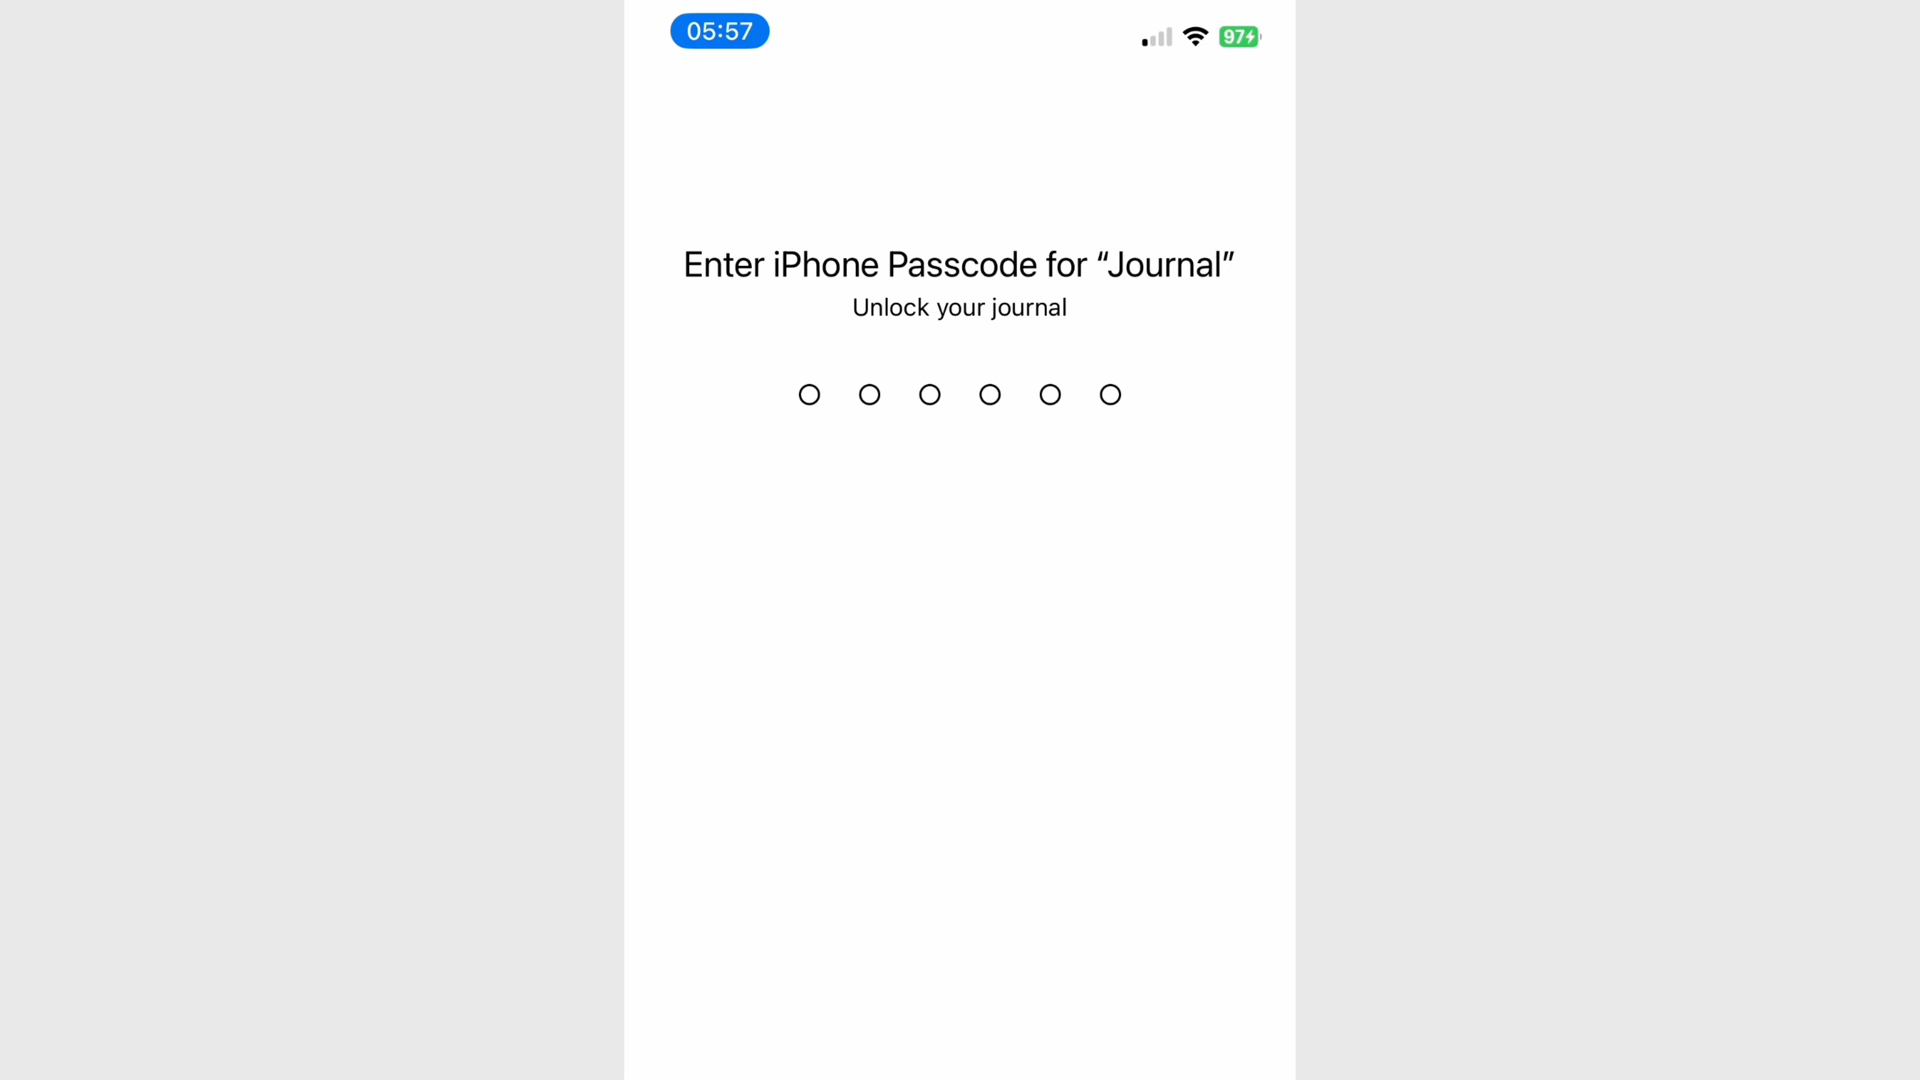 05:57
97
Enter iPhone Passcode for “Journal”
Unlock your journal